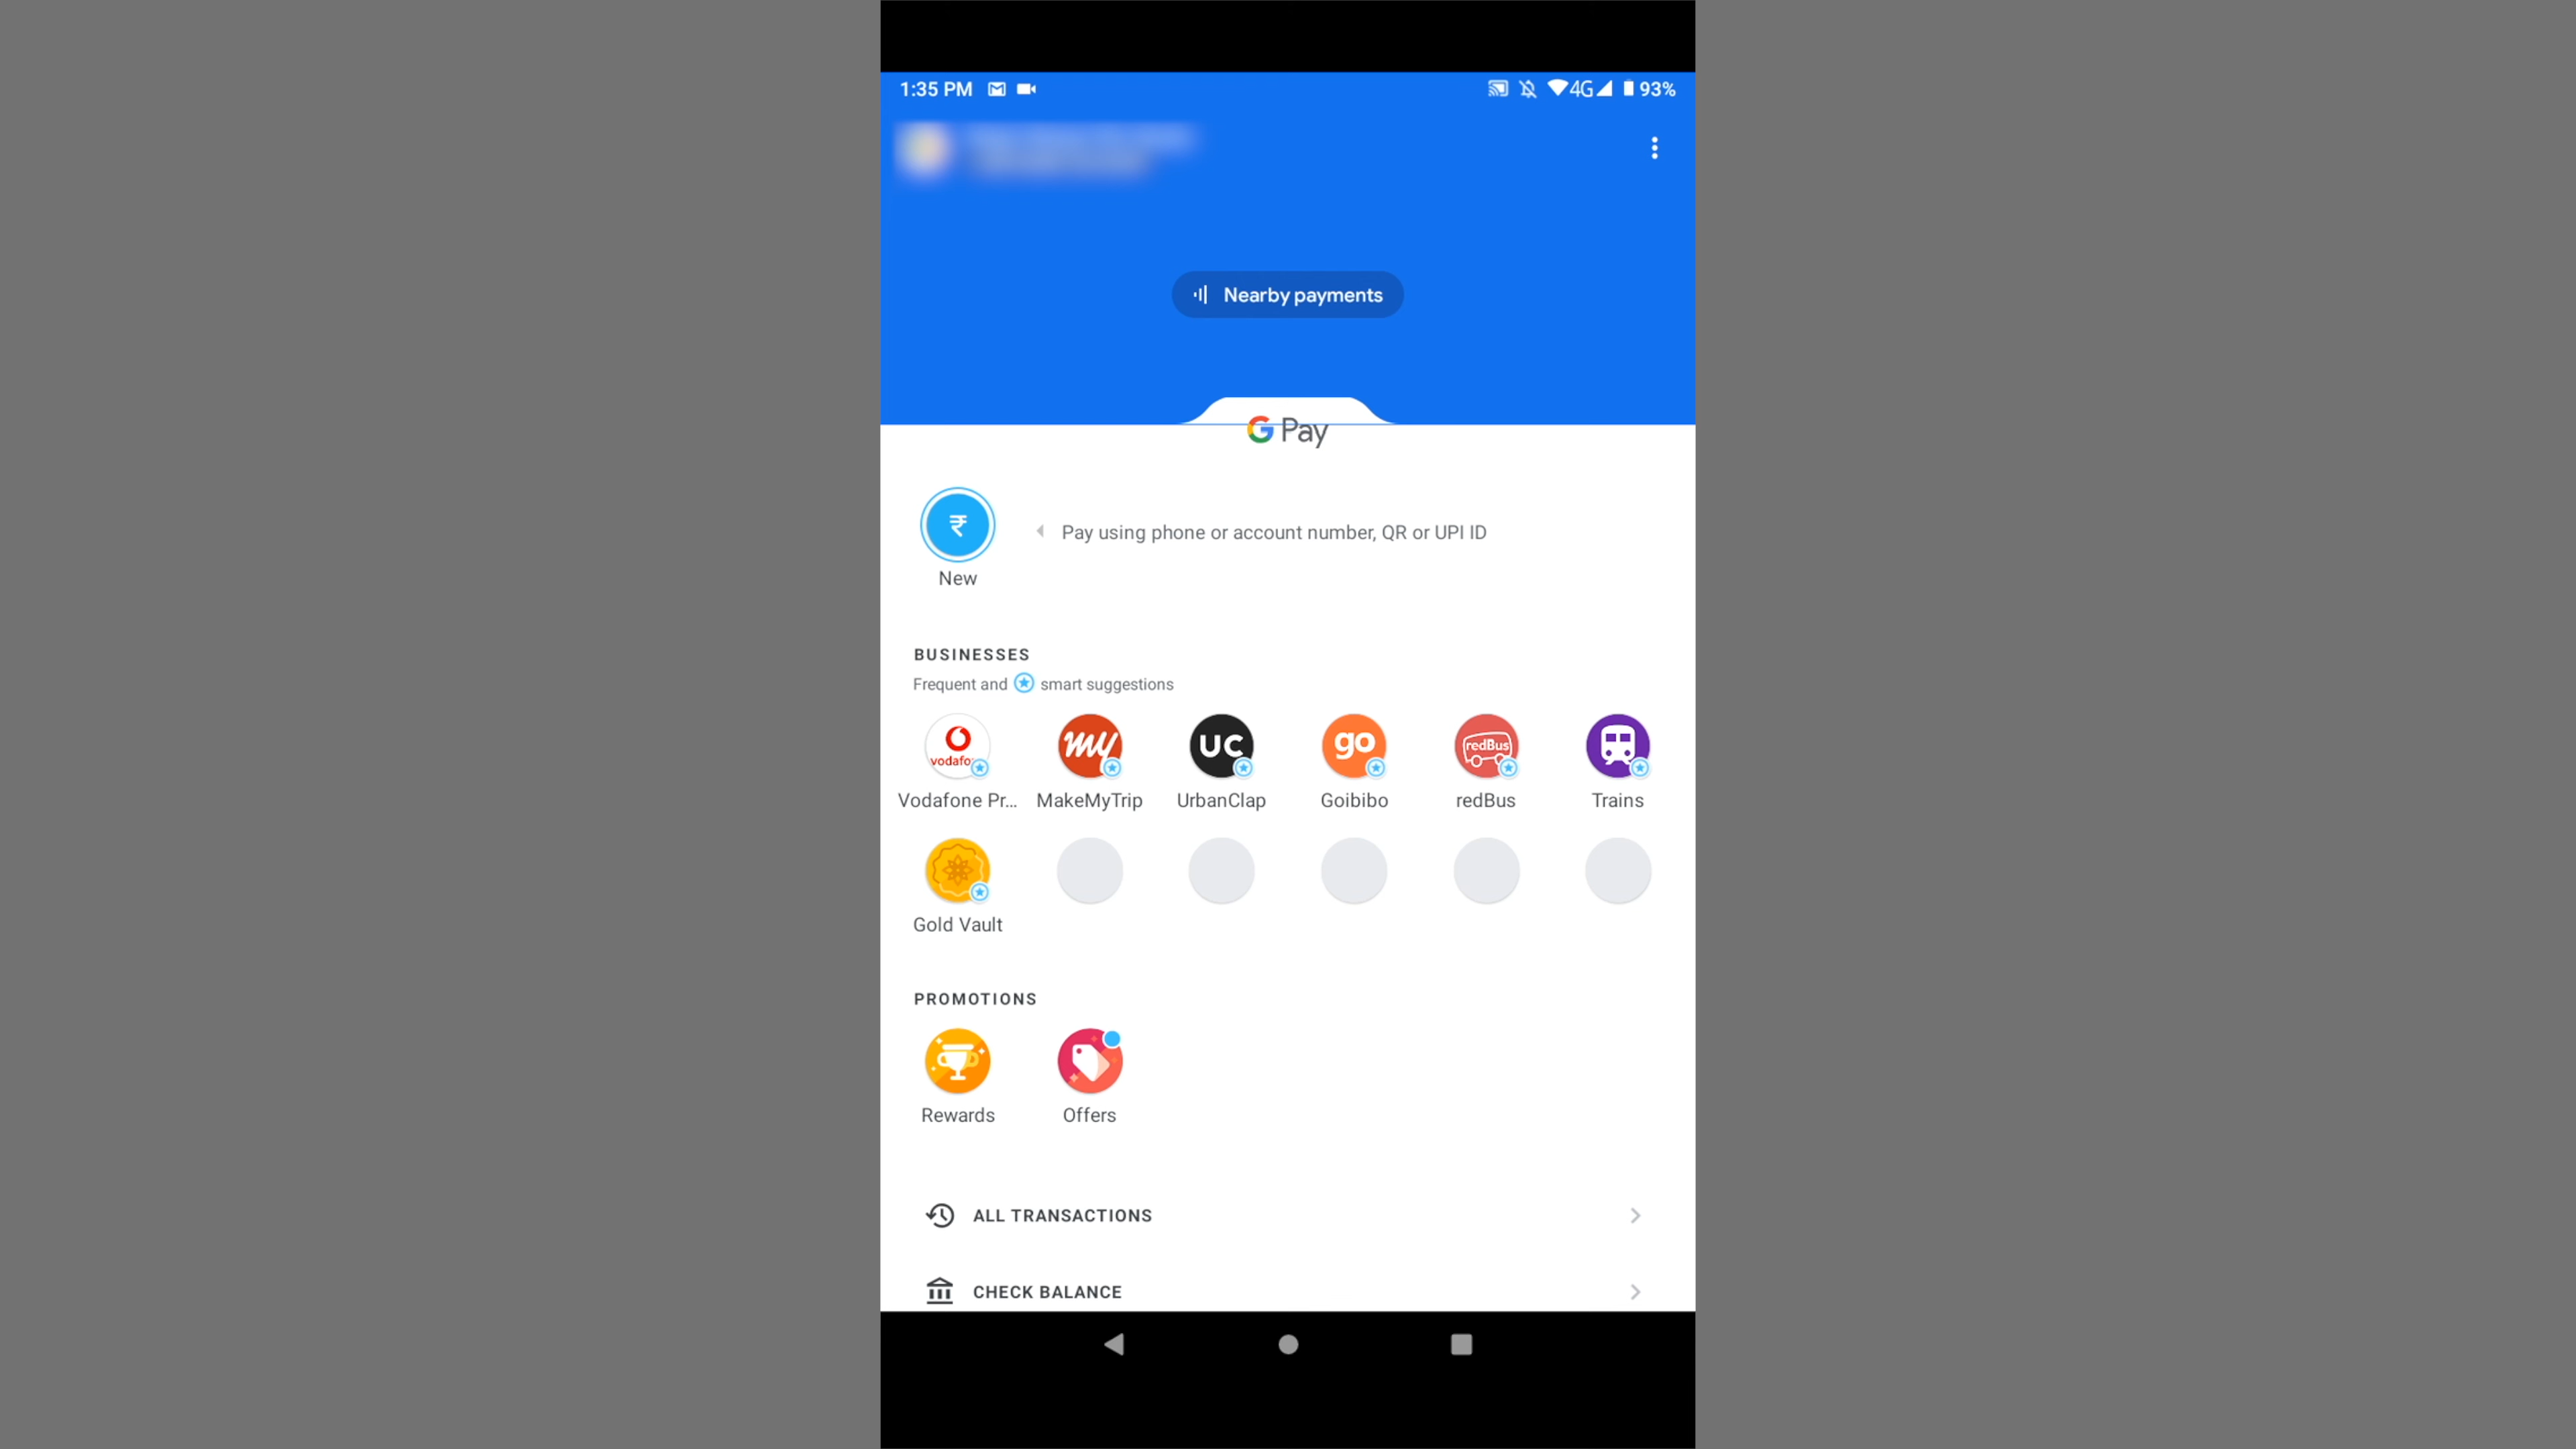 1:35 PM
4G 93%
Nearby payments
G Pay
₹
Pay using phone or account number, QR or UPI ID
New
BUSINESSES
Frequent and smart suggestions
vodafo
my
UC
go
redBus
Vodafone Pr...
MakeMyTrip
UrbanClap
Goibibo
redBus
Trains
Gold Vault
PROMOTIONS
Rewards
Offers
ALL TRANSACTIONS
CHECK BALANCE